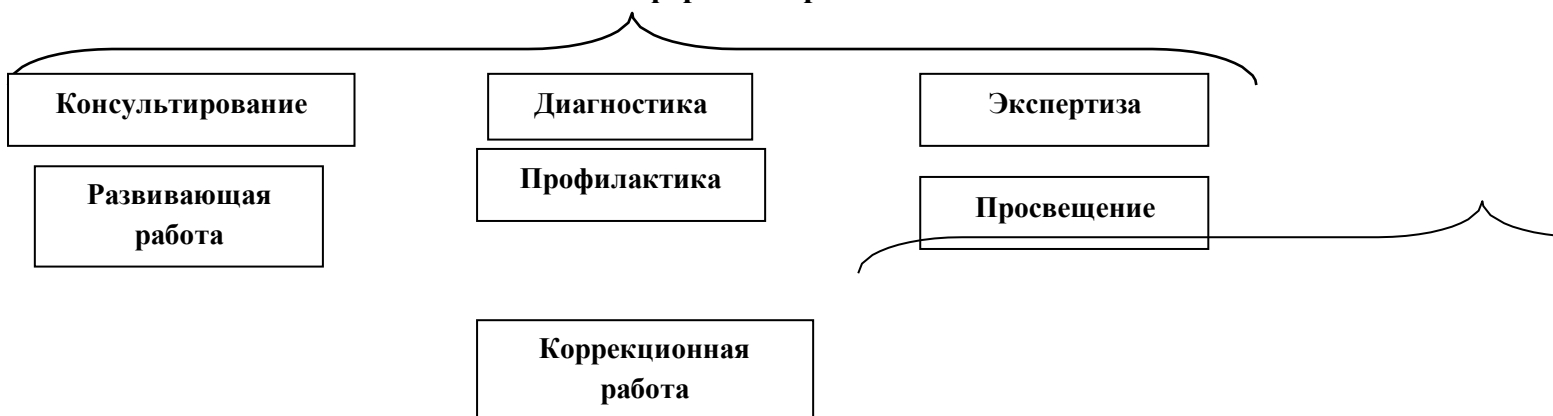 Консультирование
Диагностика
Экспертиза
Развивающая
работа
Профилактика
Просвещение
Коррекционная
работа